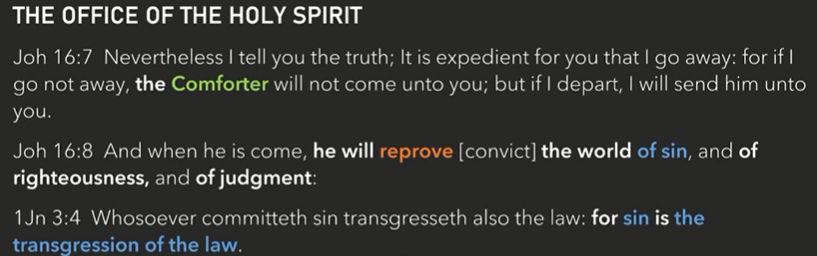 THE OFFICE OF THE HOLY SPIRIT
Joh 16:7 Nevertheless I tell you the truth; It is expedient for you that I go away: for if I
go not away, the Comforter will not come unto you; but if I depart, I will send him unto
you.
Joh 16:8 And when he is come, he will reprove [convict] the world of sin, and of
righteousness, and of judgment:
1Jn 3:4 Whosoever committeth sin transgresseth also the law: for sin is the
transgression of the law.